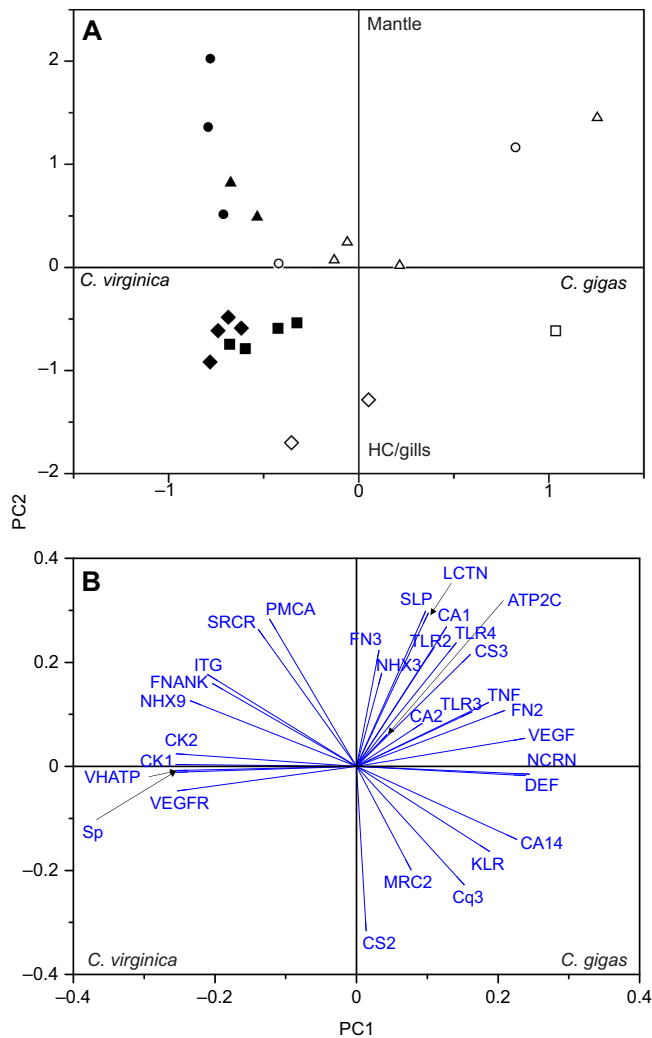 A
Mantle
2
1
0
C. virginica
C. gigas
–1
HC/gills
–2
–1
0
1
PC2
0.4
B
LCTN
SLP
ATP2C
PMCA
CA1
SRCR
TLR4
FN3
TLR2
CS3
0.2
ITG
NHX3
FNANK
TNF
TLR3
NHX9
FN2
CA2
VEGF
CK2
NCRN
CK1
0
VHATP
DEF
VEGFR
Sp
CA14
KLR
–0.2
MRC2
Cq3
CS2
C. virginica
C. gigas
–0.4
–0.4
–0.2
0
0.2
0.4
PC1